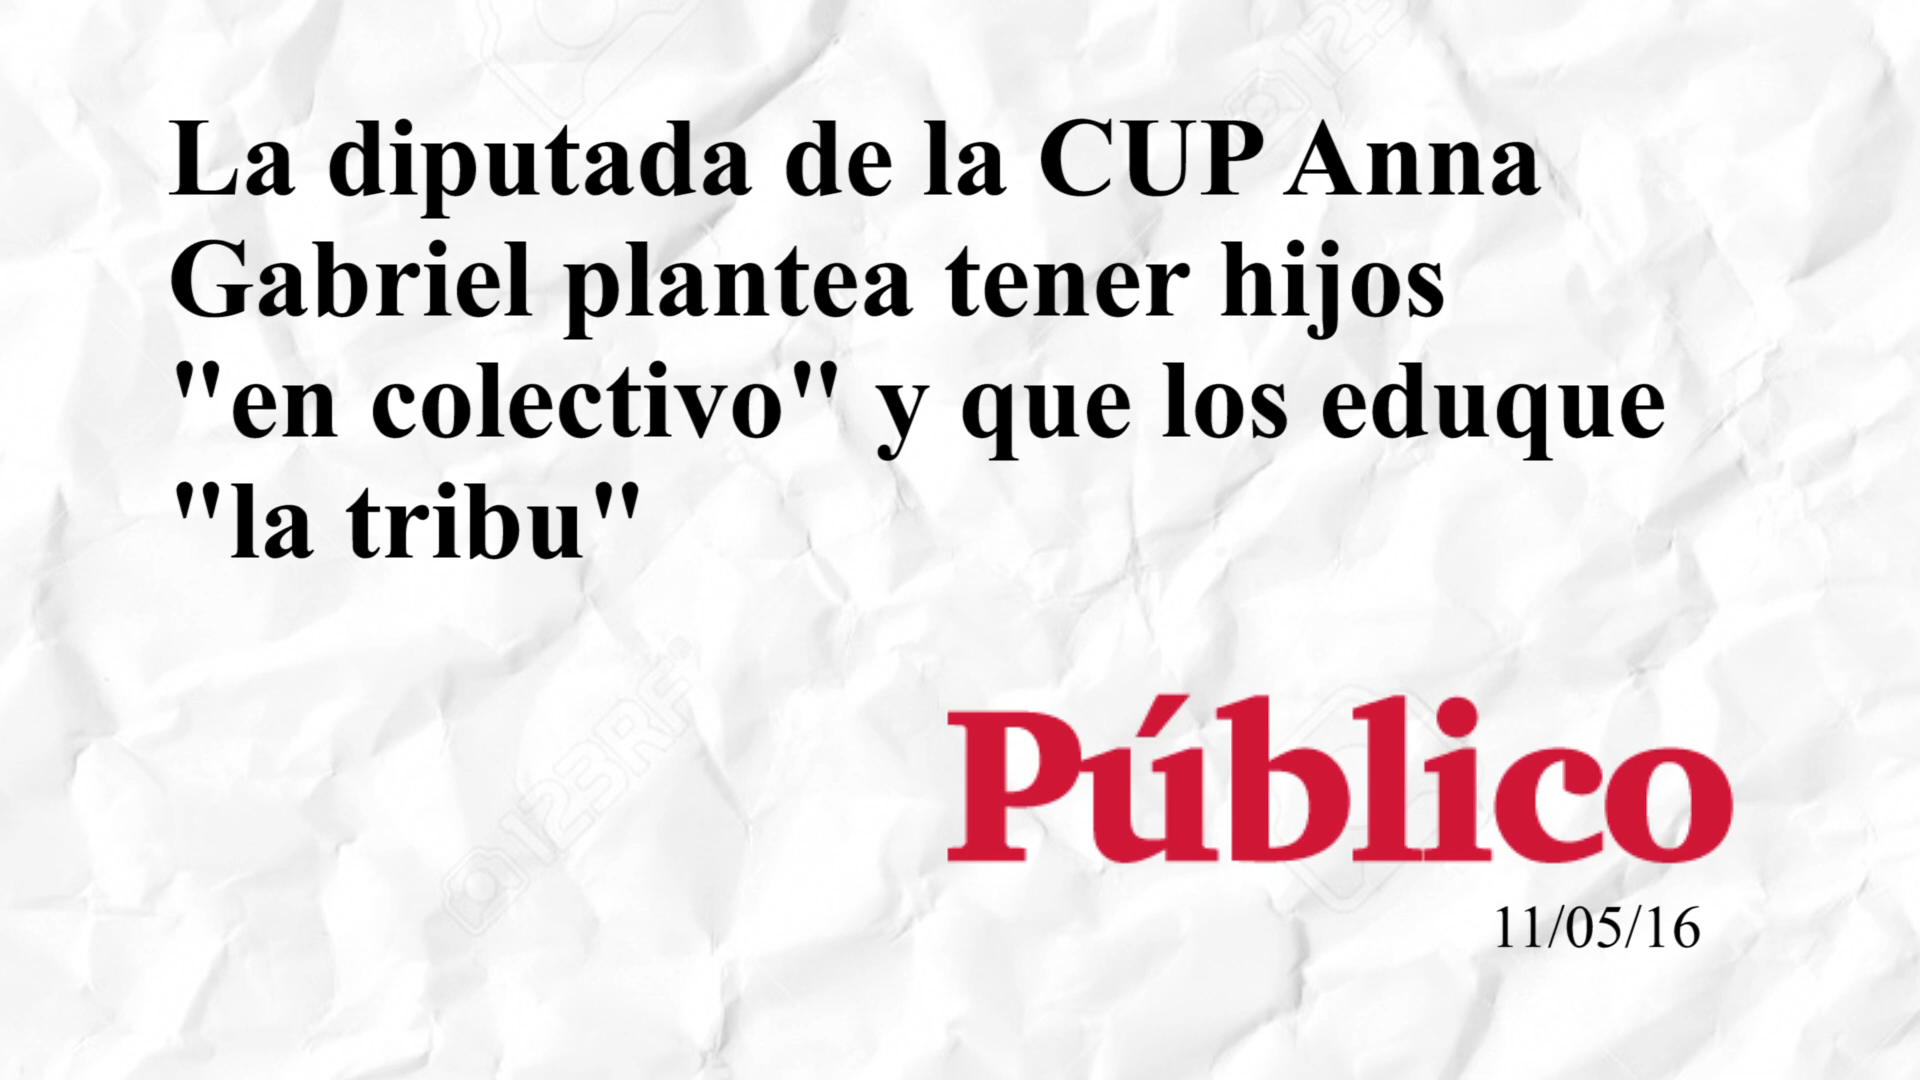 La diputada de la CUP Anna
Gabriel plantea tener hijos
"en colectivo" y que los eduque
"la tribu"
Público
11/05/16
123RF